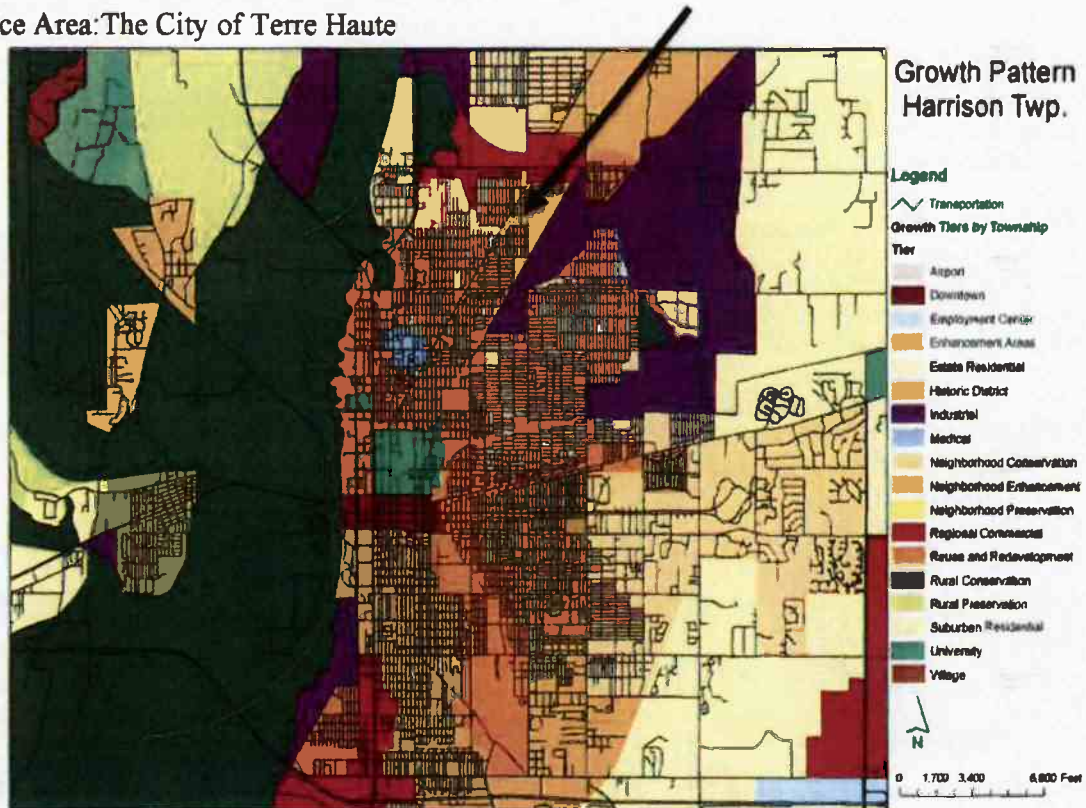 ce Area: The City of Terre Haute
Growth Pattern
Harrison Twp.
Legend
Transportation
Growth Tiers by Township
Tier
Airport
Downtown
Employment Center
Enhancement Areas
Estate Residential
Historic District
Industrial
Medical
Neighborhood Conservation
Neighborhood Enhancement
Neighborhood Preservation
Regional Commercial
Reuse and Redevelopment
Rural Conservation
Rural Preservation
Suburban Residential
University
Village
N
0 1,700 3,400 6,800 Feet